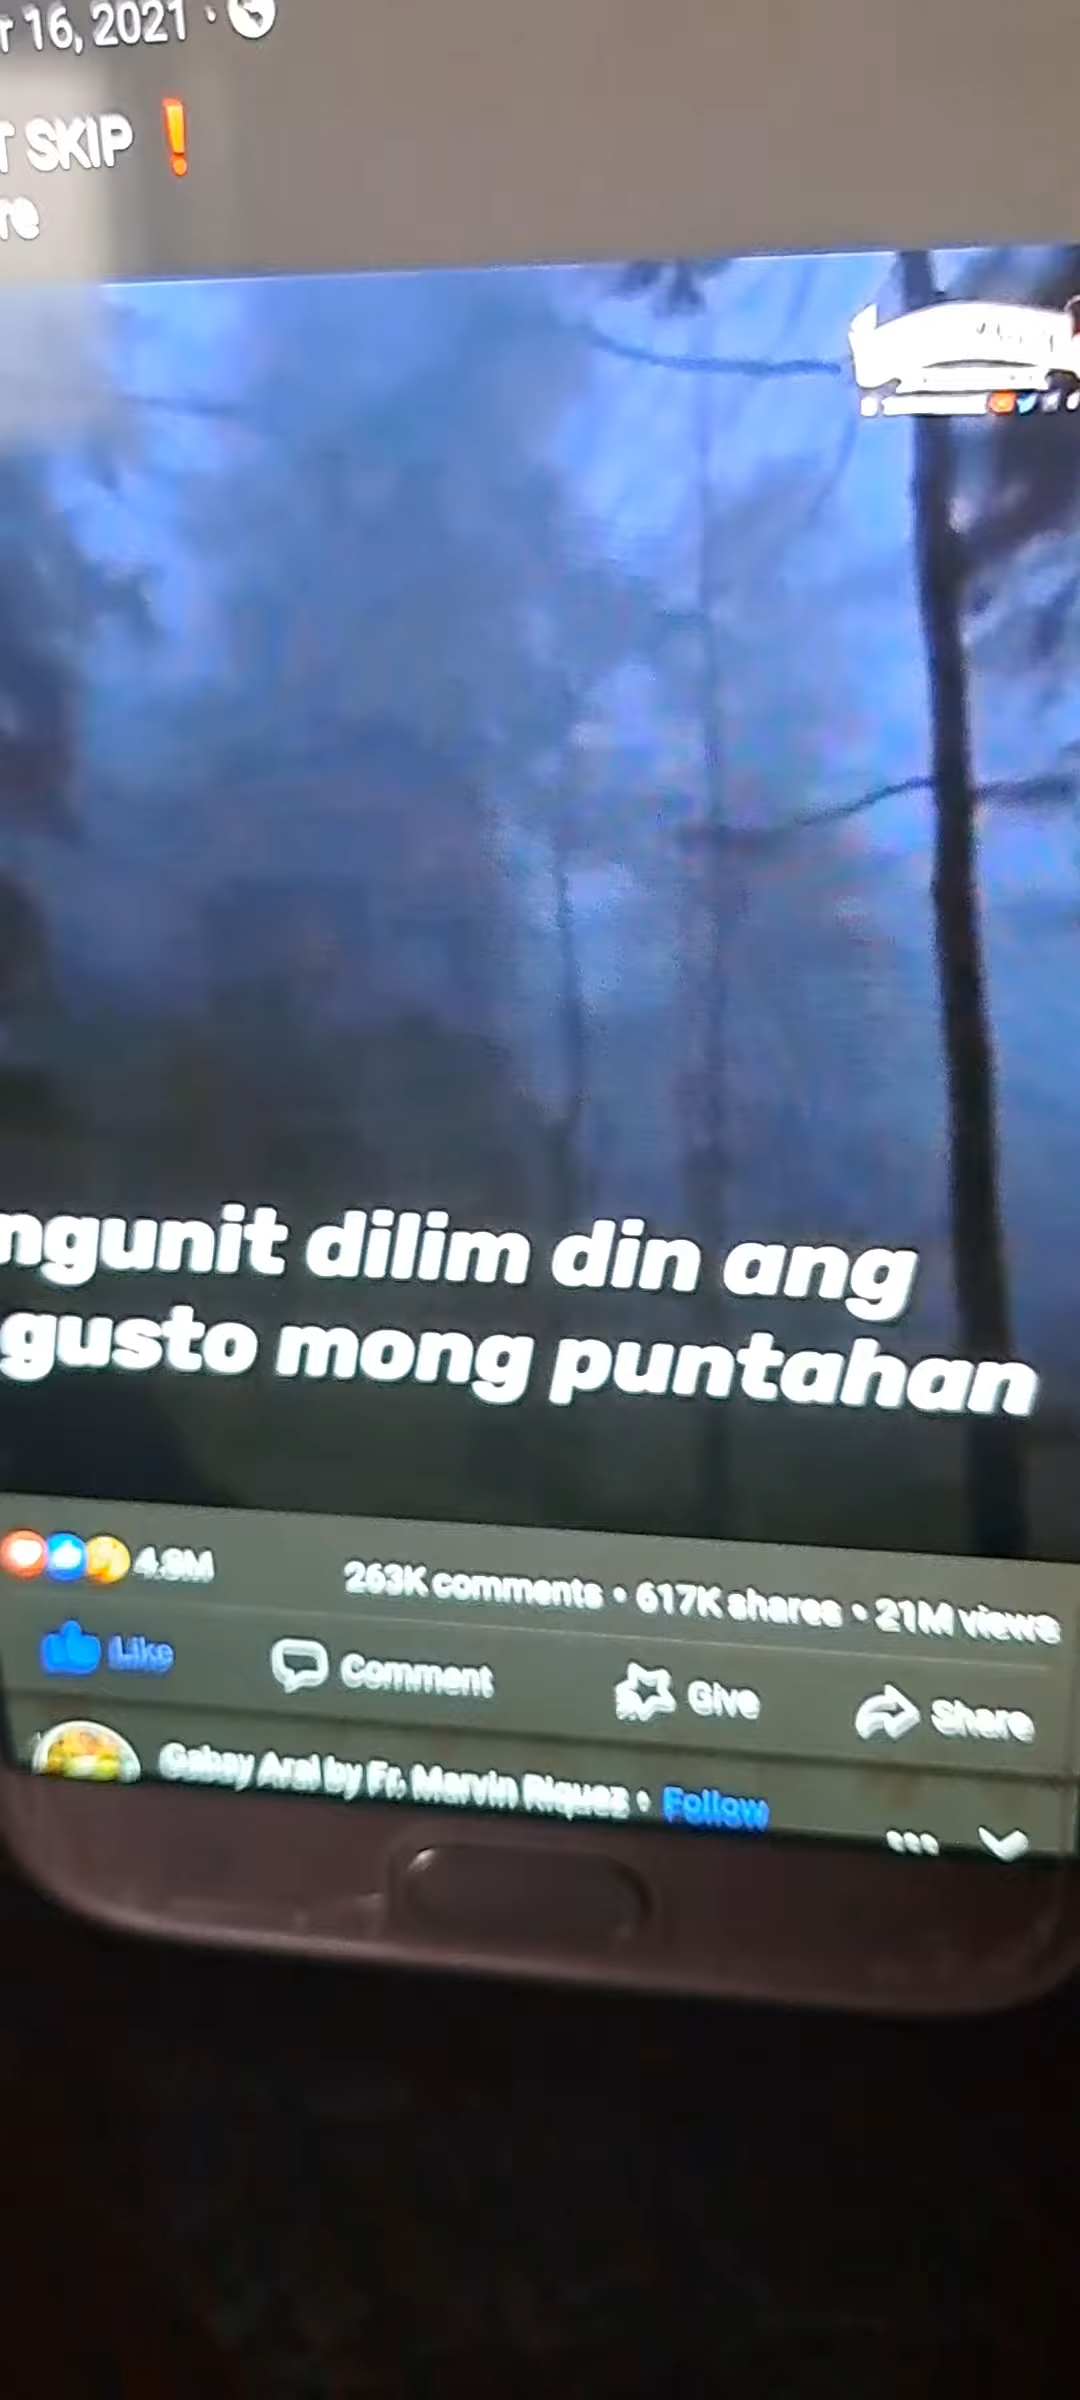 r 16, 2021 ·
T SKIP ❗
re
ngunit dilim din ang
gusto mong puntahan
4.9M 263K comments • 617K shares • 21M views
Like Comment Give Share
Gabay Aral by Fr. Marvin Riquez • Follow